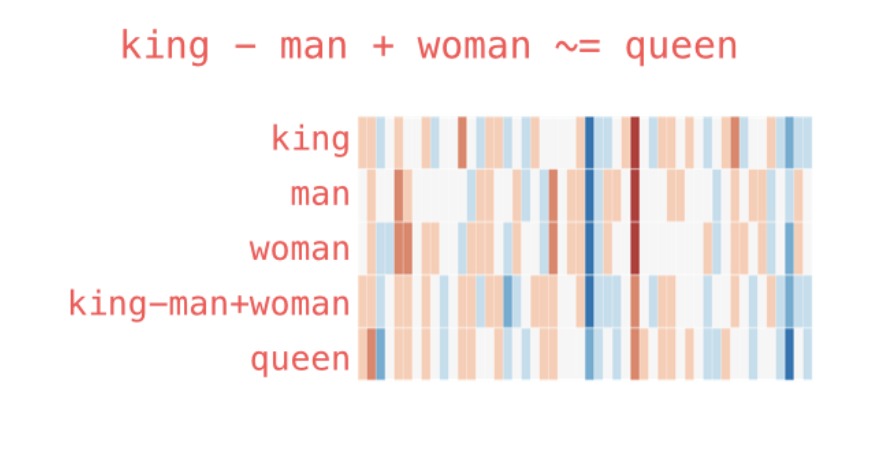 king − man + woman ~= queen
king
man
woman
king−man+woman
queen